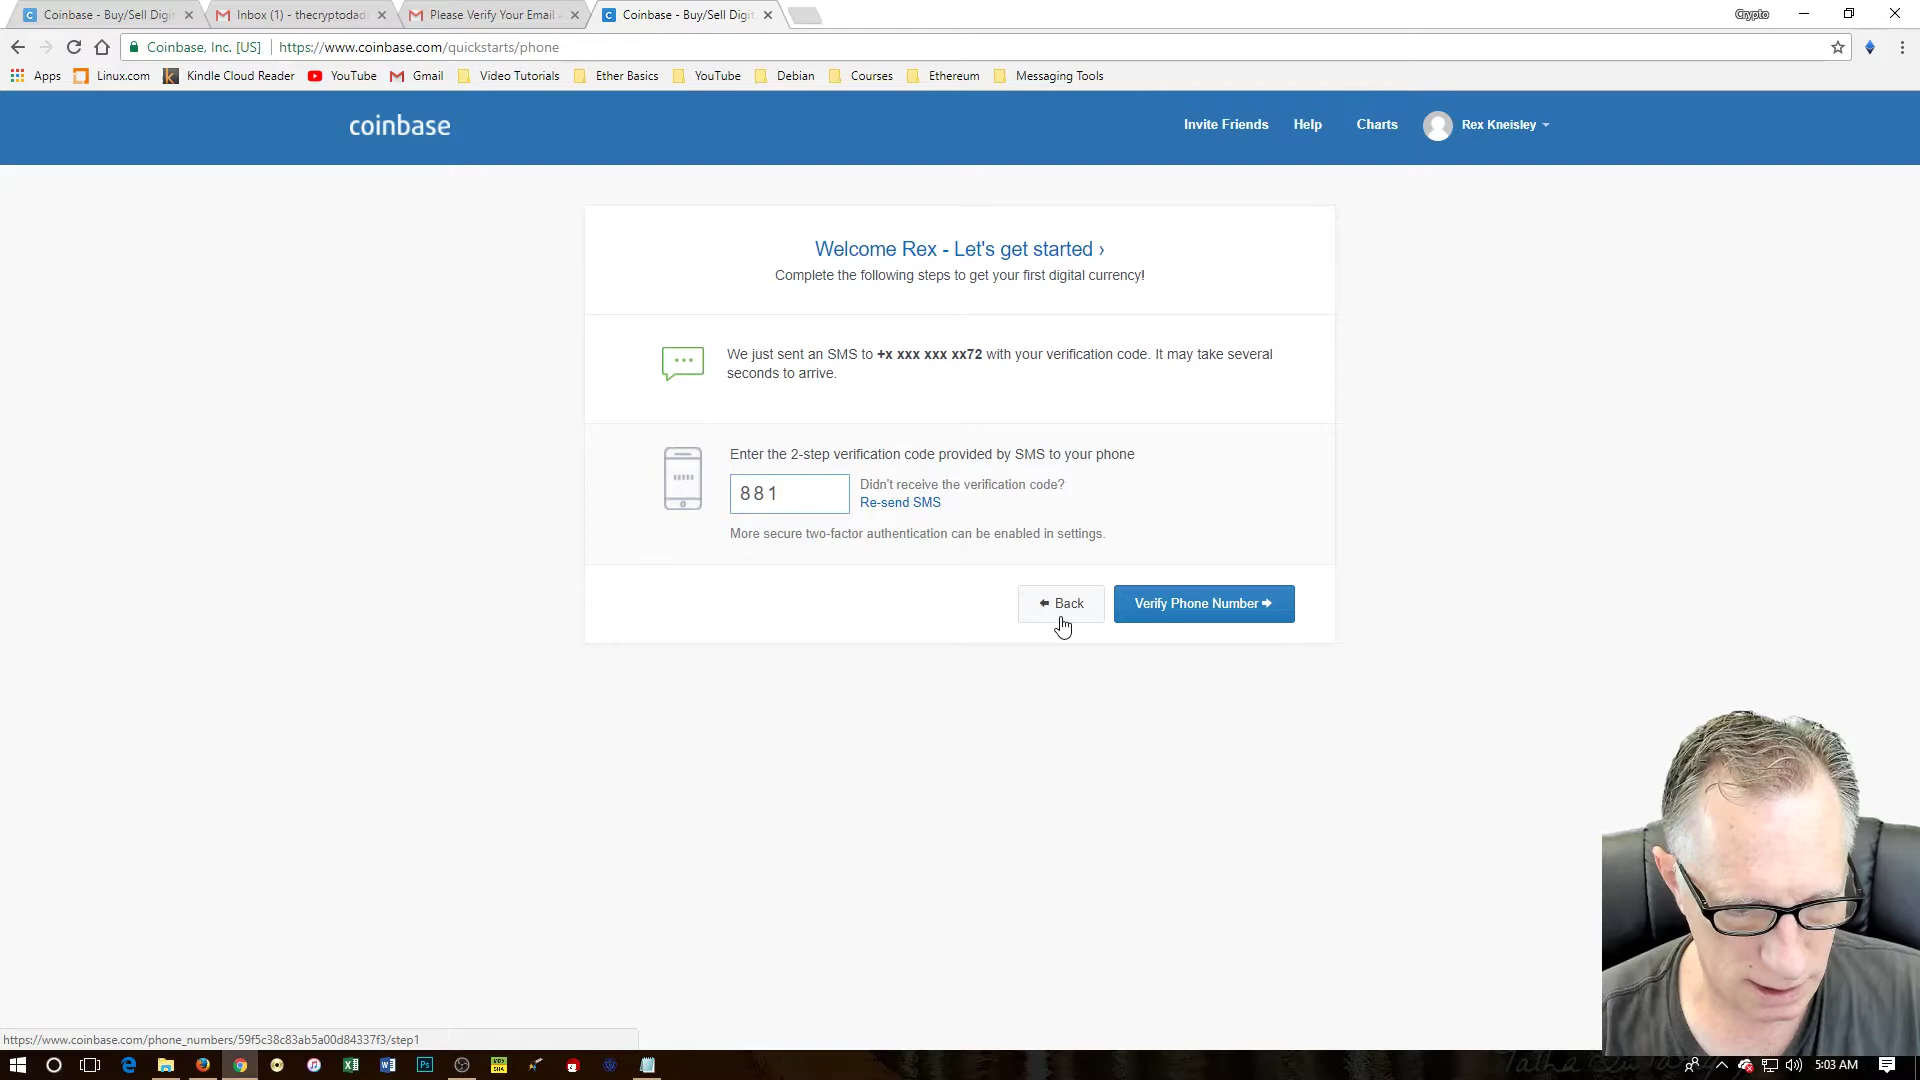 Coinbase - Buy/Sell Digi
Inbox (1) - thecryptodad
Please Verify Your Email
Coinbase - Buy/Sell Digi
Crypto
Coinbase, Inc. [US]
https://www.coinbase.com/quickstarts/phone
Apps
Linux.com
Kindle Cloud Reader
YouTube
Gmail
Video Tutorials
Ether Basics
YouTube
Debian
Courses
Ethereum
Messaging Tools
coinbase
Invite Friends
Help
Charts
Rex Kneisley
Welcome Rex - Let's get started ›
Complete the following steps to get your first digital currency!
We just sent an SMS to +x xxx xxx xx72 with your verification code. It may take several
seconds to arrive.
Enter the 2-step verification code provided by SMS to your phone
881
Didn't receive the verification code?
Re-send SMS
More secure two-factor authentication can be enabled in settings.
Back
Verify Phone Number
https://www.coinbase.com/phone_numbers/59f5c38c83ab5a00d84337f3/step1
5:03 AM